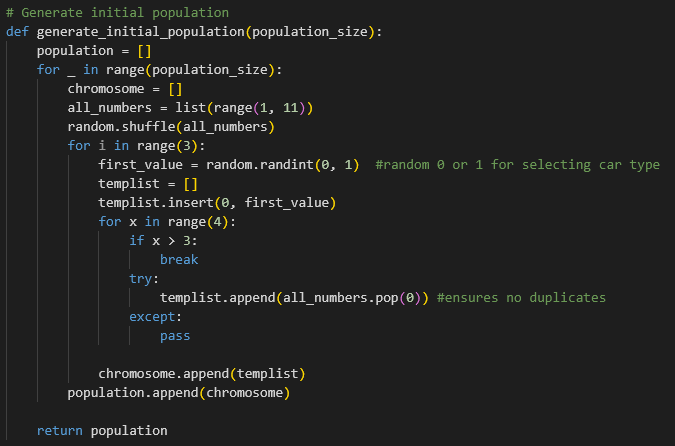 # Generate initial population
def generate_initial_population(population_size):
    population = []
    for _ in range(population_size):
        chromosome = []
        all_numbers = list(range(1, 11))
        random.shuffle(all_numbers)
        for i in range(3):
            first_value = random.randint(0, 1)  #random 0 or 1 for selecting car type
            templist = []
            templist.insert(0, first_value)
            for x in range(4):
                if x > 3:
                    break
                try:
                    templist.append(all_numbers.pop(0)) #ensures no duplicates
                except:
                    pass

            chromosome.append(templist)
        population.append(chromosome)

    return population